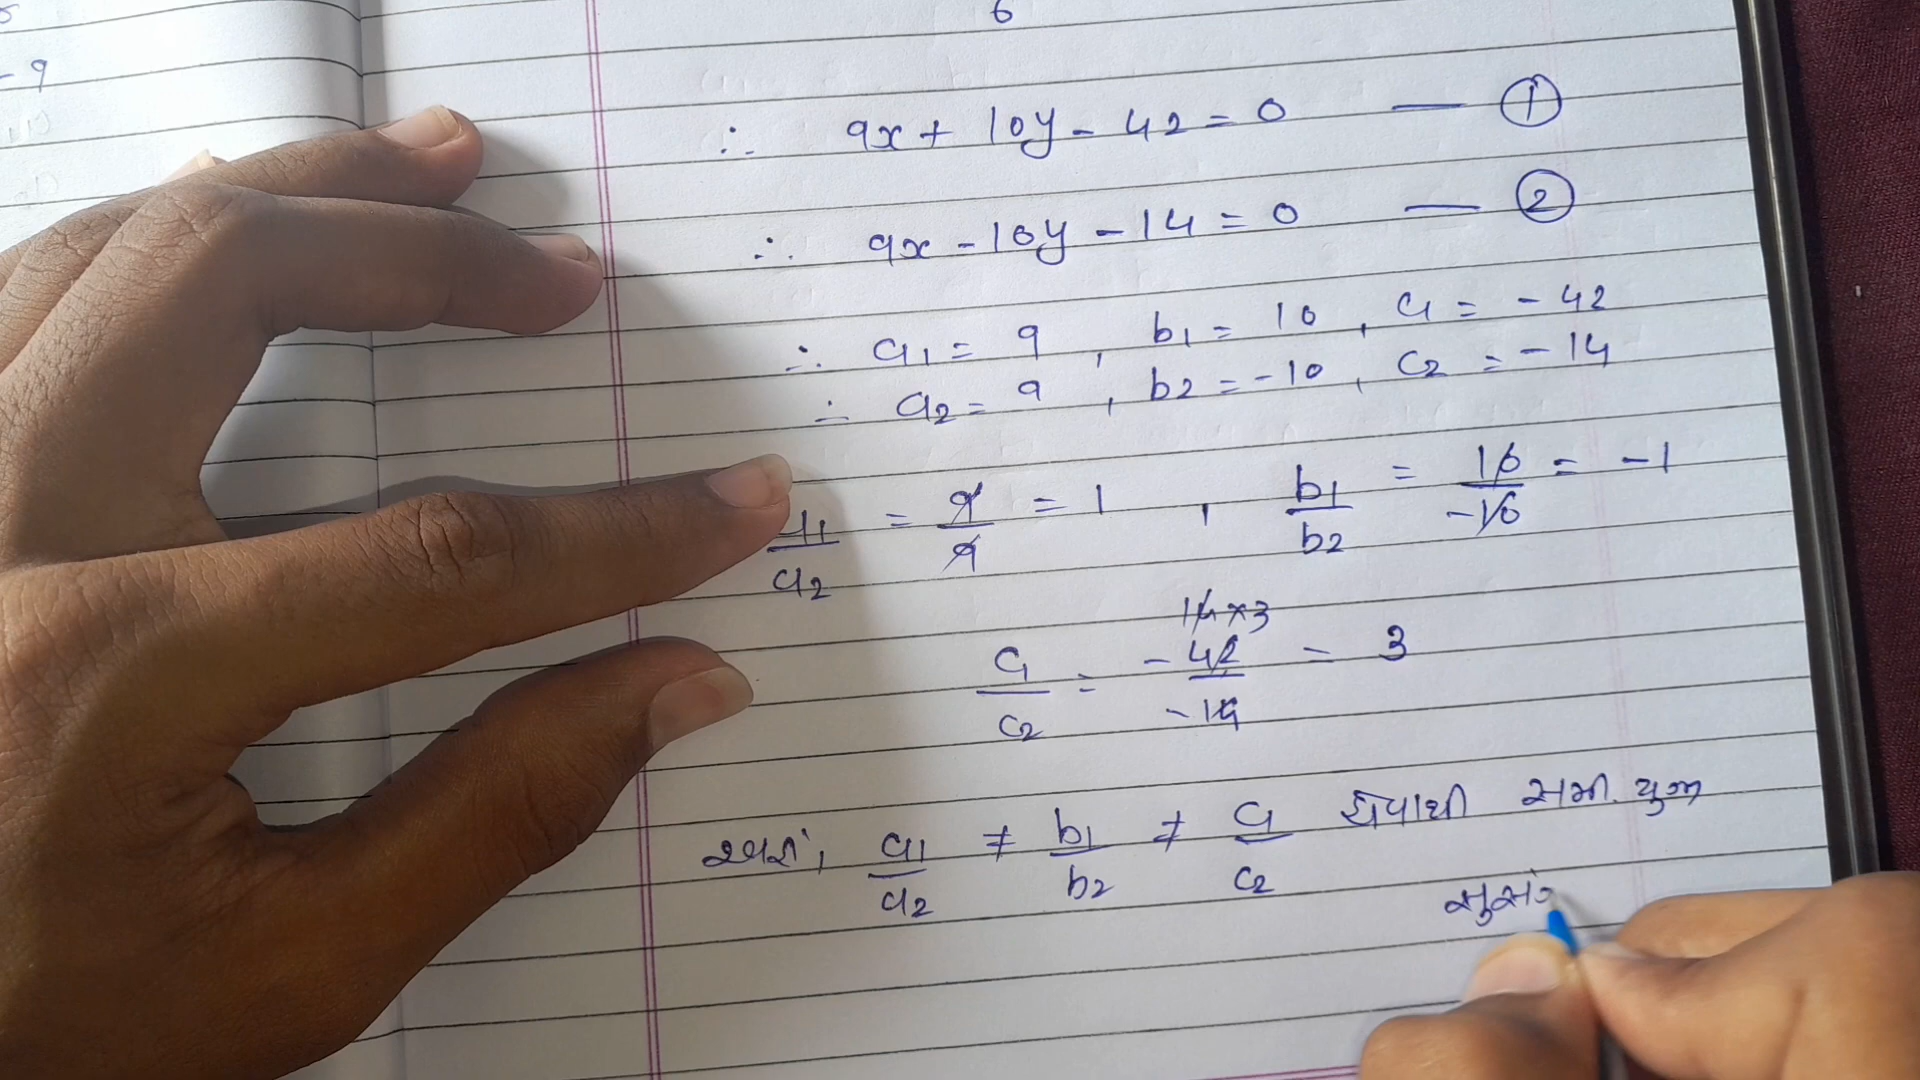 6
- 9
∴ 9x + 10y - 42 = 0 — ①
∴ 9x - 10y - 14 = 0 — ②
∴ a1 = 9 , b1 = 10 , c1 = - 42
∴ a2 = 9 , b2 = -10 , c2 = - 14
a1/a2 = 9/9 = 1 , b1/b2 = 10/-10 = -1
14×3
c1/c2 = -42/-14 = 3
a1/a2 ≠ b1/b2 ≠ c1/c2 હોવાથી સમી. યુગ્મ